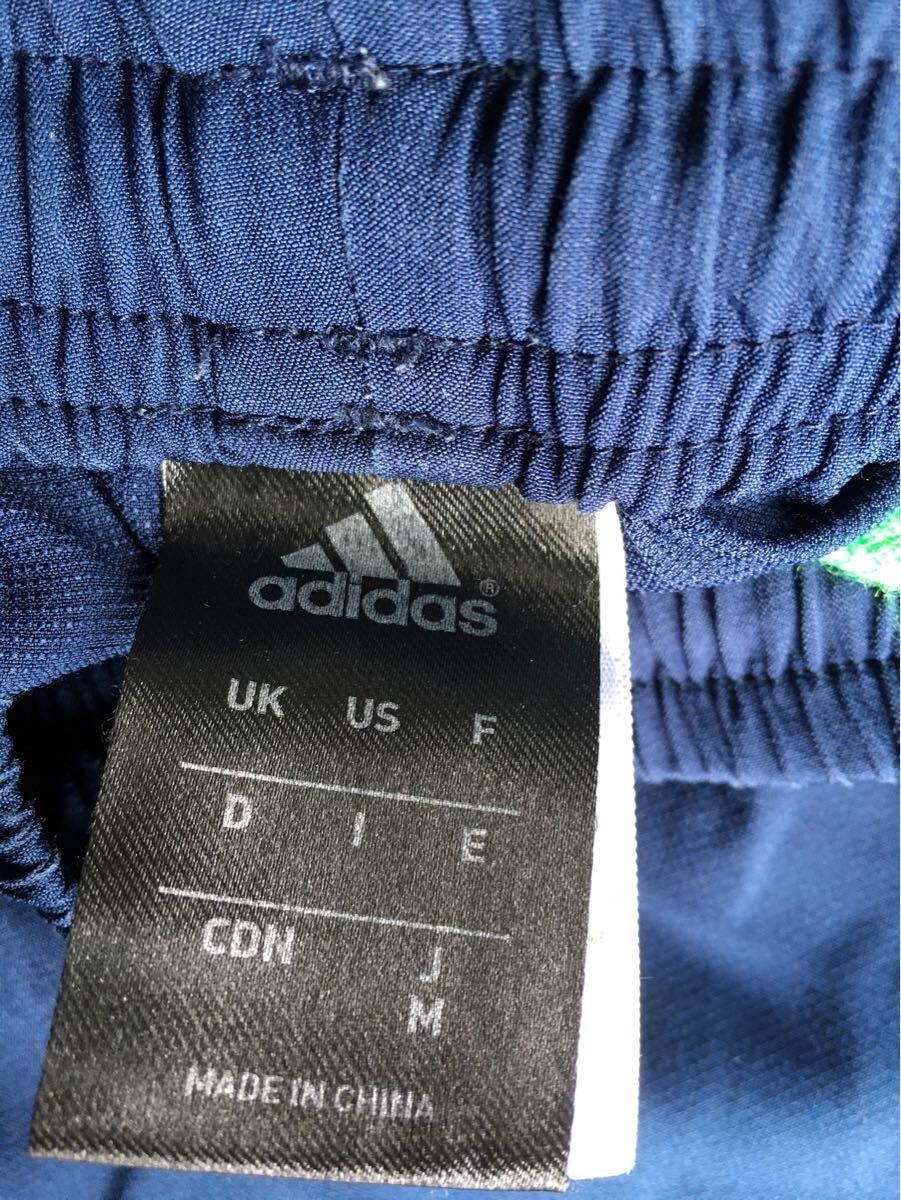 adidas®
UK US F
D I E
CDN J
M
MADE IN CHINA